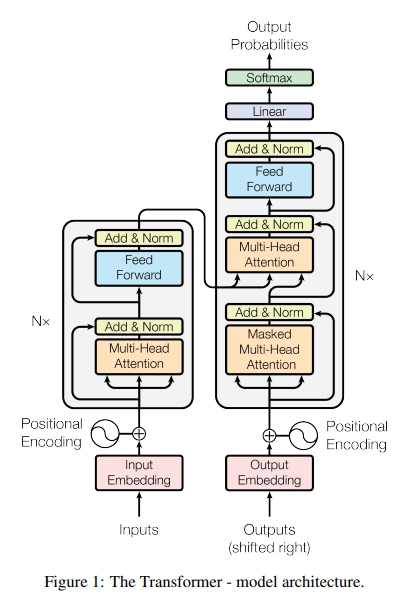 Output
Probabilities
Softmax
Linear
Add & Norm
Feed
Forward
Add & Norm
Multi-Head
Attention
Add & Norm
Masked
Multi-Head
Attention
N×
Add & Norm
Feed
Forward
Add & Norm
Multi-Head
Attention
N×
Positional
Encoding
Positional
Encoding
Input
Embedding
Output
Embedding
Inputs
Outputs
(shifted right)
Figure 1: The Transformer - model architecture.